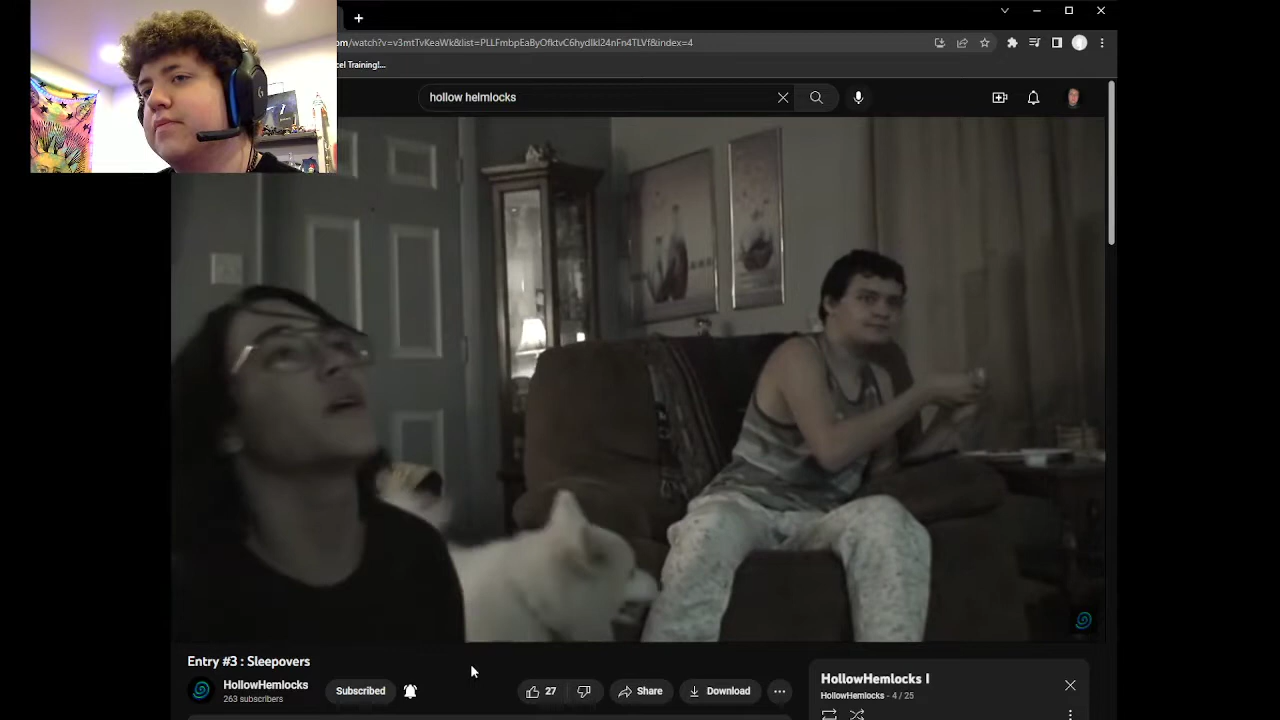 om/watch?v=v3mtTvKeaWk&list=PLLFmbpEaByOfktvC6hydlkl24nFn4TLVf&index=4
cel Training!...
hollow helmlocks
Entry #3 : Sleepovers
HollowHemlocks
263 subscribers
Subscribed
27
Share
Download
HollowHemlocks I
HollowHemlocks - 4 / 25